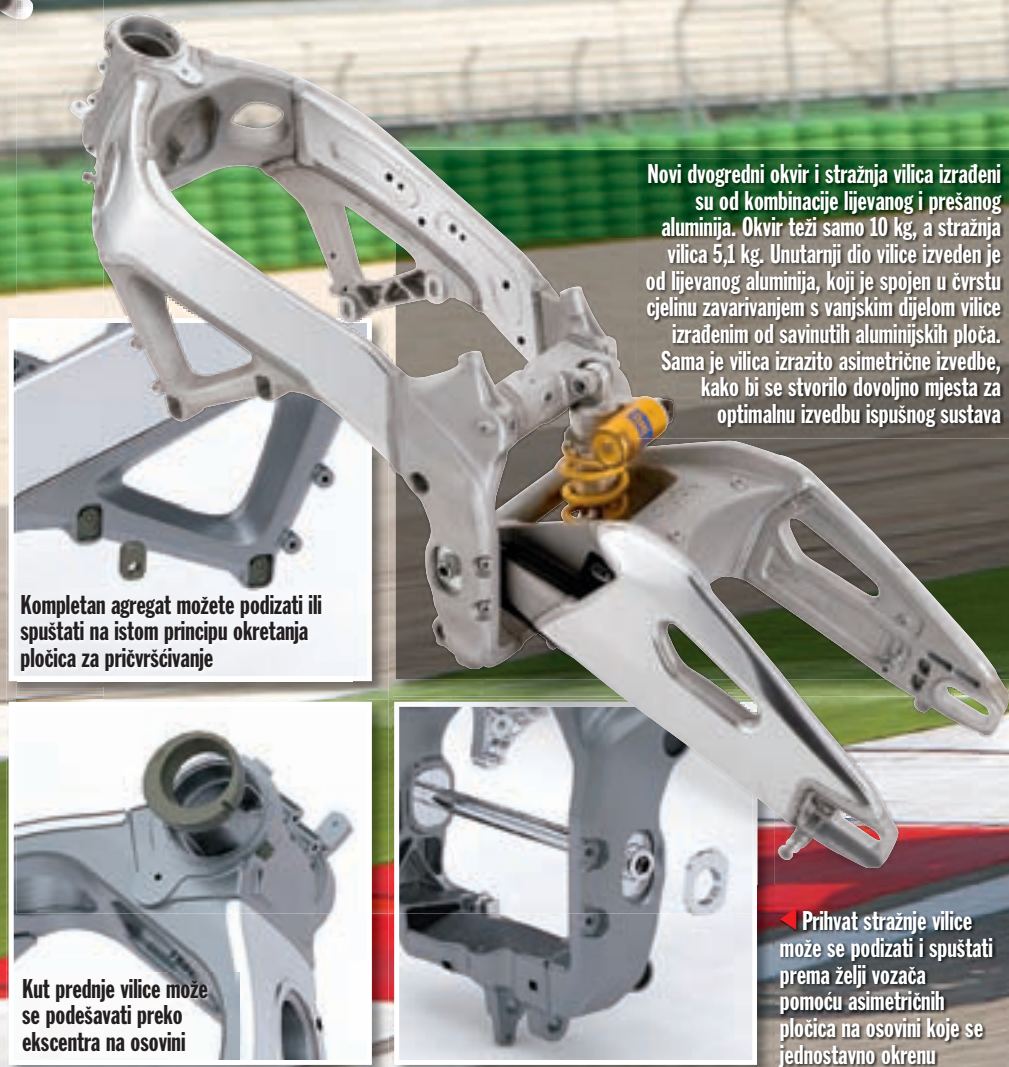 Novi dvogredni okvir i stražnja vilica izrađeni
su od kombinacije lijevanog i prešanog
aluminija. Okvir teži samo 10 kg, a stražnja
vilica 5,1 kg. Unutarnji dio vilice izveden je
od lijevanog aluminija, koji je spojen u čvrstu
cjelinu zavarivanjem s vanjskim dijelom vilice
izrađenim od savinutih aluminijskih ploča.
Sama je vilica izrazito asimetrične izvedbe,
kako bi se stvorilo dovoljno mjesta za
optimalnu izvedbu ispušnog sustava
Kompletan agregat možete podizati ili
spuštati na istom principu okretanja
pločica za pričvršćivanje
Kut prednje vilice može
se podešavati preko
ekscentra na osovini
Prihvat stražnje vilice
može se podizati i spuštati
prema želji vozača
pomoću asimetričnih
pločica na osovini koje se
jednostavno okrenu